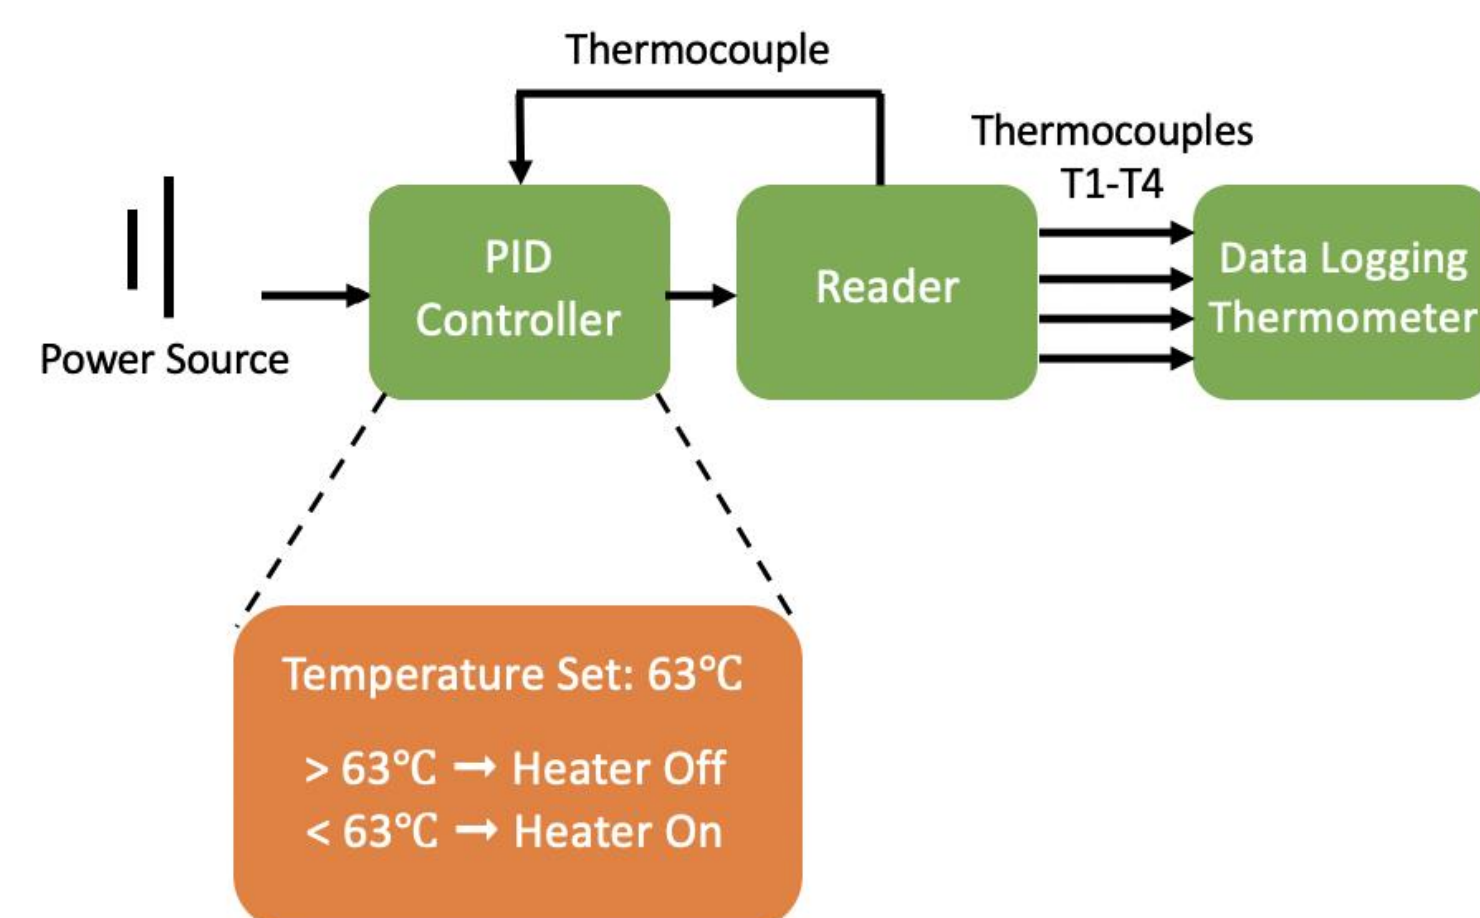 Thermocouple
Thermocouples
T1-T4
Power Source
PID
Controller
Reader
Data Logging
Thermometer
Temperature Set: 63℃
> 63℃ → Heater Off
< 63℃ → Heater On